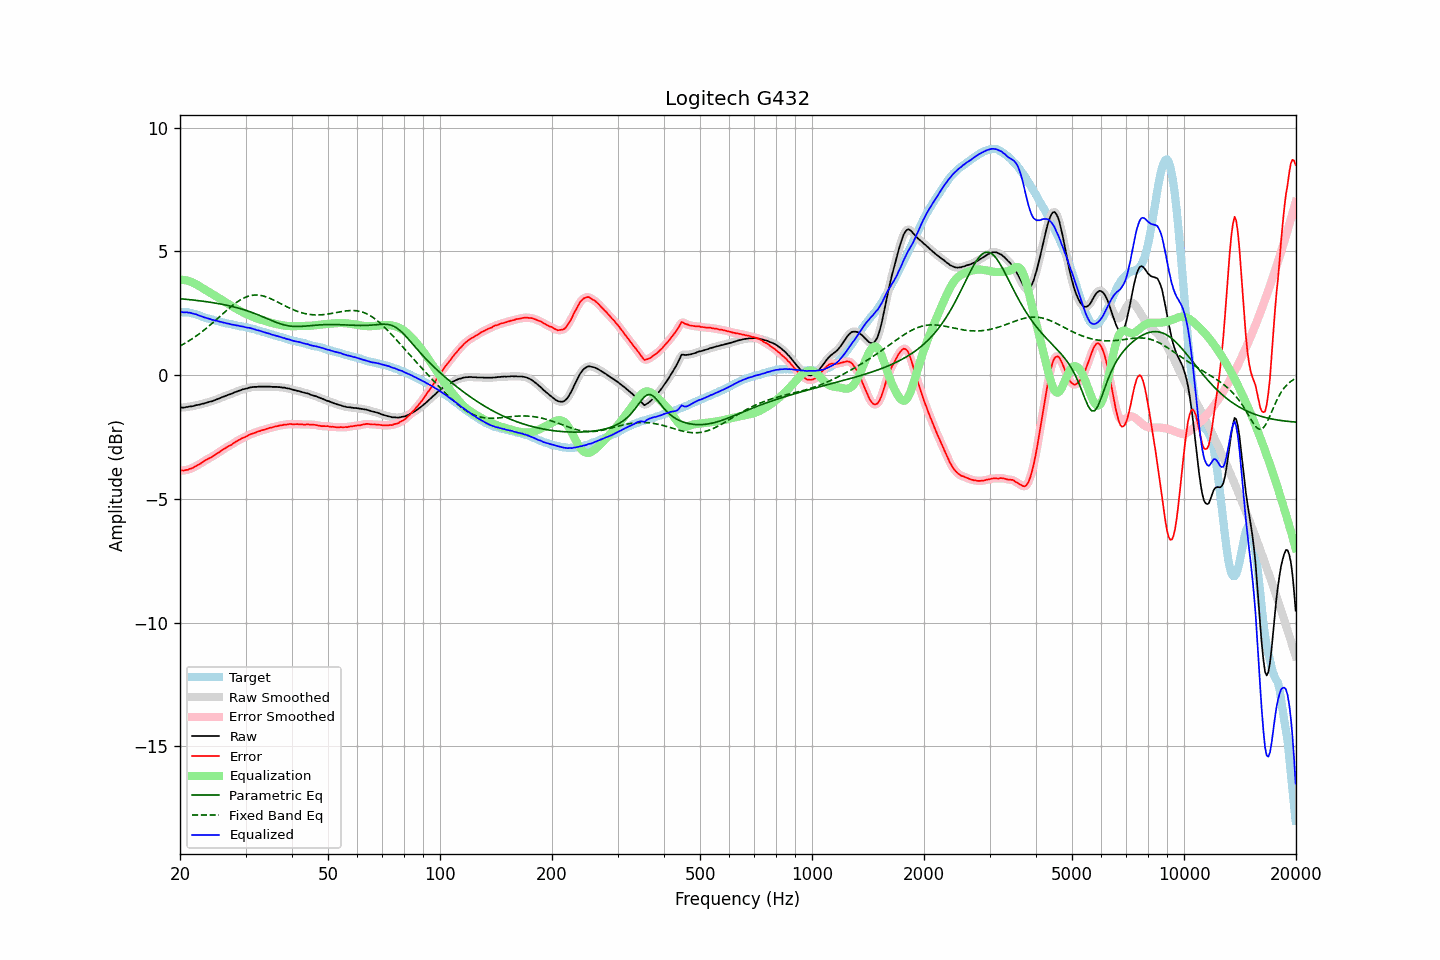 Logitech G432
10
5
0
−5
−10
−15
Amplitude (dBr)
Target
Raw Smoothed
Error Smoothed
Raw
Error
Equalization
Parametric Eq
Fixed Band Eq
Equalized
20 50 100 200 500 1000 2000 5000 10000 20000
Frequency (Hz)